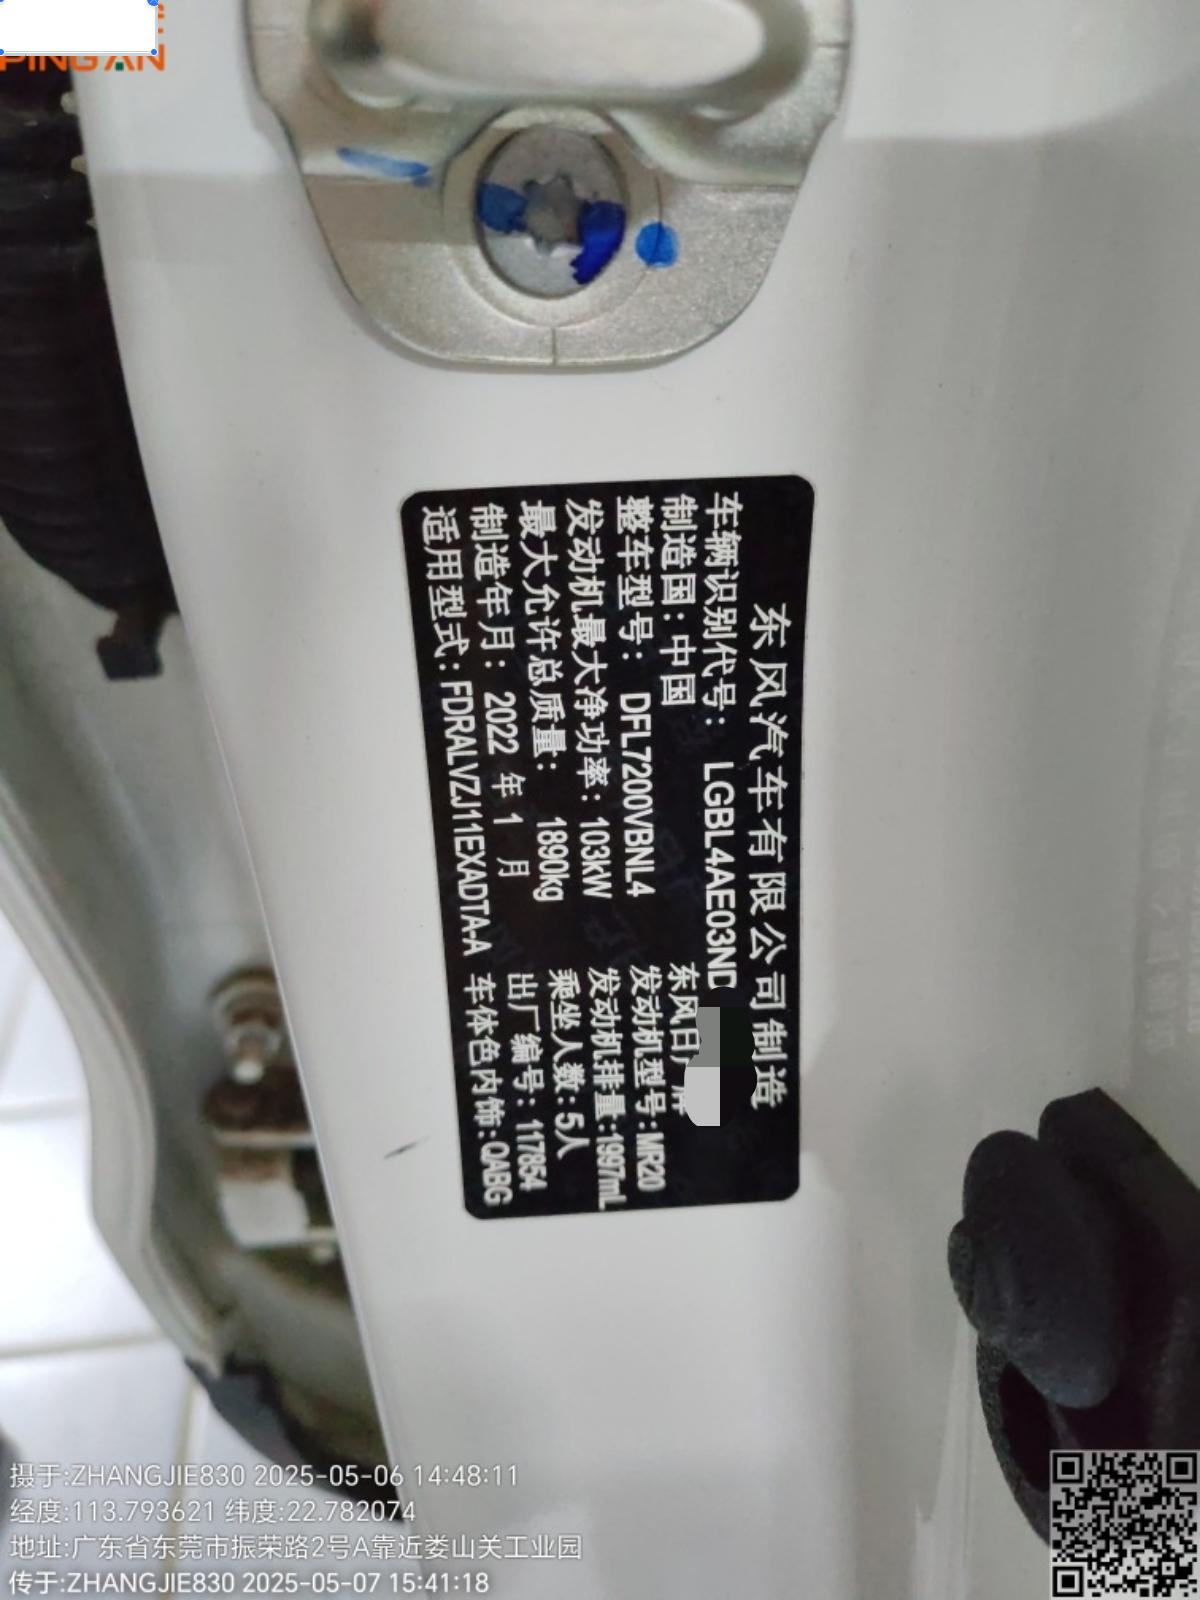 PING AN
东风汽车有限公司制造
车辆识别代号：LGBL4AE03ND
制造国：中国 东风日产牌
整车型号：DFL7200VBNL4 发动机型号：MR20
发动机最大净功率：103kW 发动机排量：1997mL
最大允许总质量：1890kg 乘坐人数：5人
制造年月：2022 年 1 月 出厂编号：117854
适用型式：FDRALVZJ11EXADTA-A 车体色内饰：QABG
摄于:ZHANGJIE830 2025-05-06 14:48:11
经度:113.793621 纬度:22.782074
地址:广东省东莞市振荣路2号A靠近娄山关工业园
传于:ZHANGJIE830 2025-05-07 15:41:18